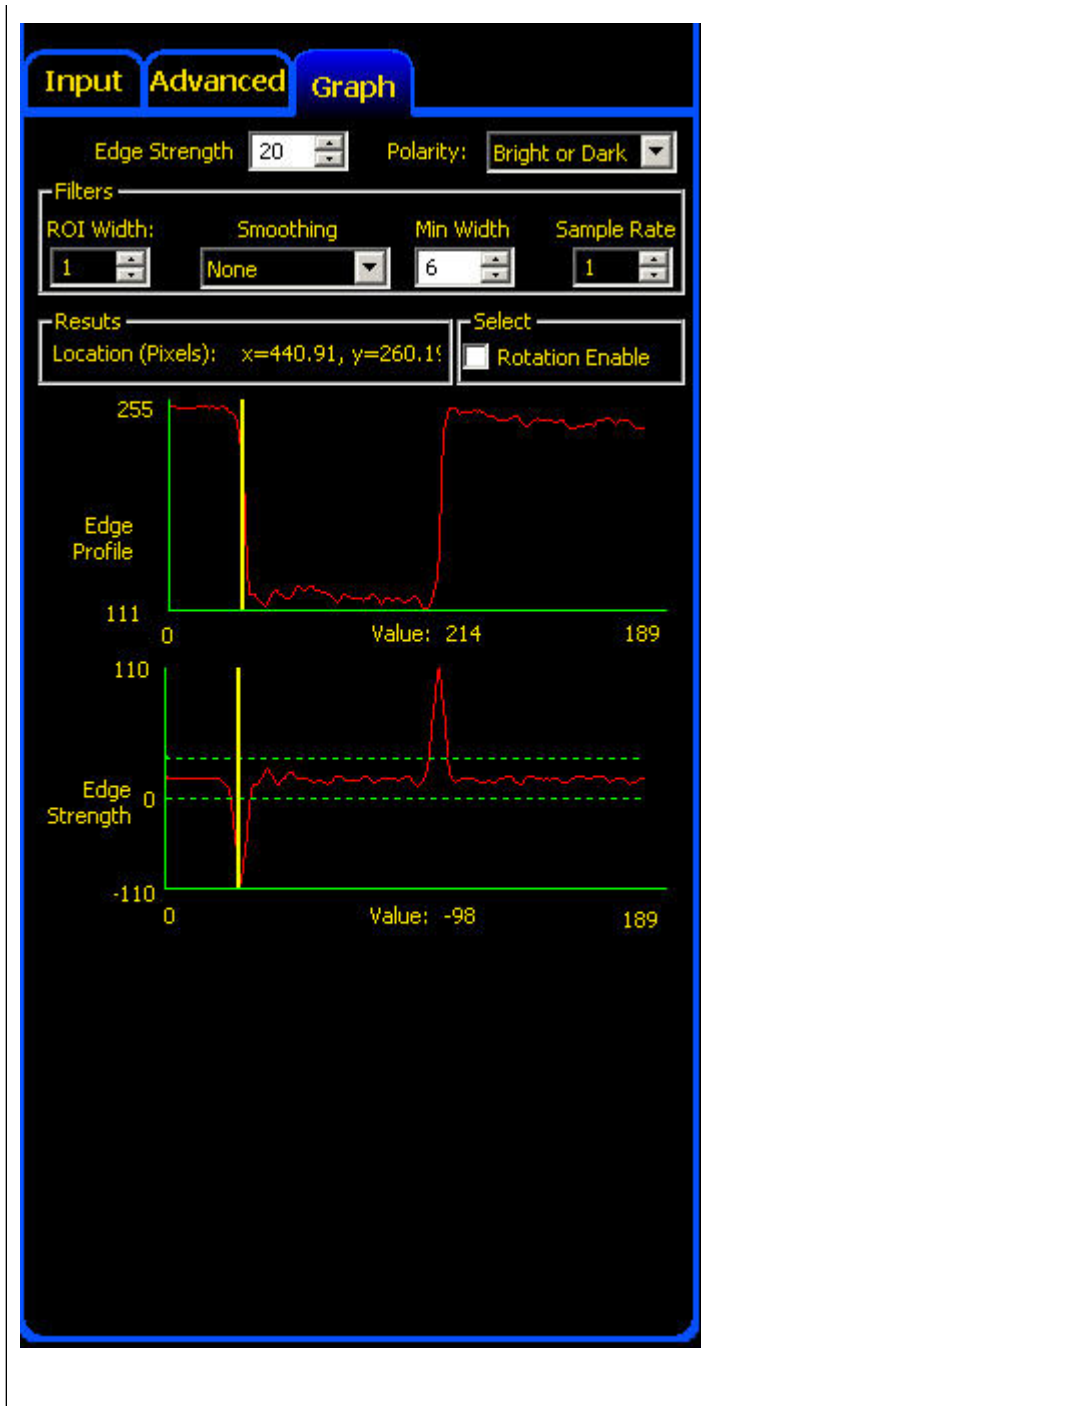 Input Advanced Graph
Edge Strength 20 Polarity: Bright or Dark
Filters
ROI Width: Smoothing Min Width Sample Rate
1 None 6 1
Resuts Select
Location (Pixels): x=440.91, y=260.19 Rotation Enable
255
Edge
Profile
111
0 Value: 214 189
110
Edge
Strength
0
-110
0 Value: -98 189